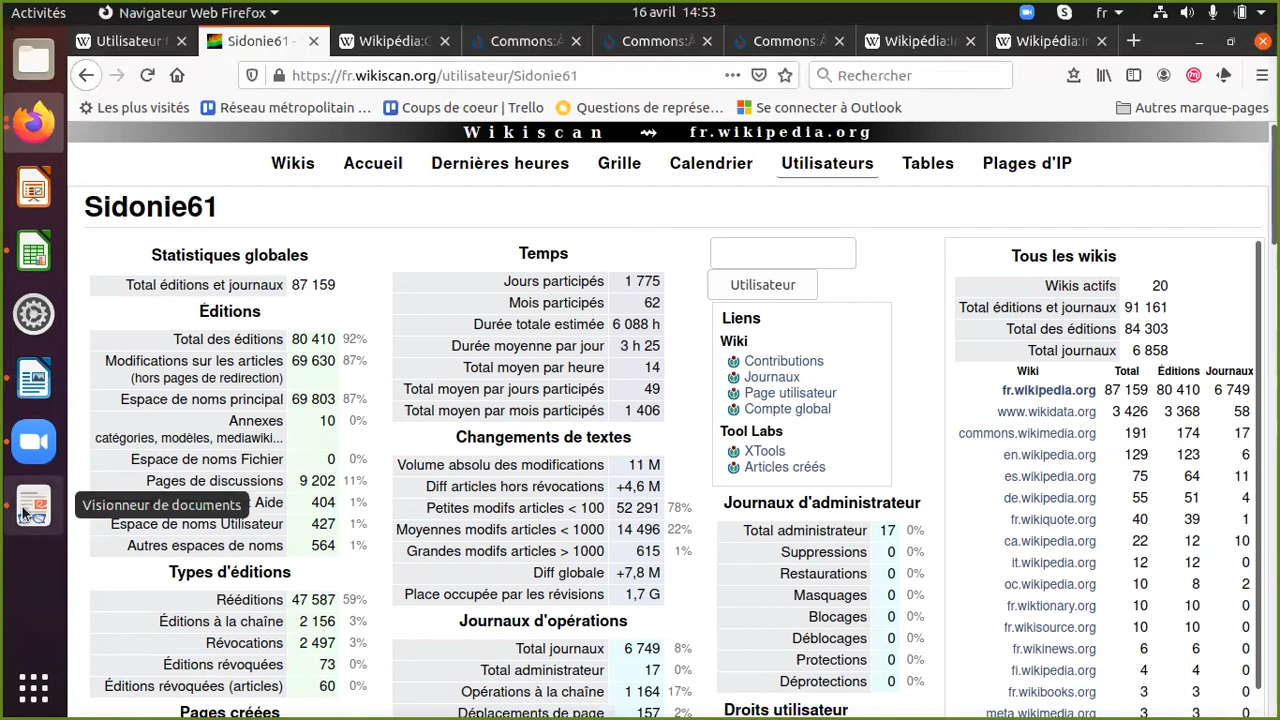 Activités
Navigateur Web Firefox
16 avril 14:53
fr
Utilisateur
Sidonie61 -
Wikipédia:C
Commons:A
Commons:A
Commons:A
Wikipédia:In
Wikipédia:In
https://fr.wikiscan.org/utilisateur/Sidonie61
Rechercher
Les plus visités
Réseau métropolitain ...
Coups de coeur | Trello
Questions de représe...
Se connecter à Outlook
Autres marque-pages
Wikiscan ⇝ fr.wikipedia.org
Wikis
Accueil
Dernières heures
Grille
Calendrier
Utilisateurs
Tables
Plages d'IP
Sidonie61
Statistiques globales
Total éditions et journaux 87 159
Éditions
Total des éditions 80 410 92%
Modifications sur les articles 69 630 87%
(hors pages de redirection)
Espace de noms principal 69 803 87%
Annexes 10 0%
catégories, modèles, mediawiki...
Espace de noms Fichier 0 0%
Pages de discussions 9 202 11%
Visionneur de documents
t Aide 404 1%
Espace de noms Utilisateur 427 1%
Autres espaces de noms 564 1%
Types d'éditions
Rééditions 47 587 59%
Éditions à la chaîne 2 156 3%
Révocations 2 497 3%
Éditions révoquées 73 0%
Éditions révoquées (articles) 60 0%
Pages créées
Temps
Jours participés 1 775
Mois participés 62
Durée totale estimée 6 088 h
Durée moyenne par jour 3 h 25
Total moyen par heure 14
Total moyen par jours participés 49
Total moyen par mois participés 1 406
Changements de textes
Volume absolu des modifications 11 M
Diff articles hors révocations +4,6 M
Petites modifs articles < 100 52 291 78%
Moyennes modifs articles < 1000 14 496 22%
Grandes modifs articles > 1000 615 1%
Diff globale +7,8 M
Place occupée par les révisions 1,7 G
Journaux d'opérations
Total journaux 6 749 8%
Total administrateur 17 0%
Opérations à la chaîne 1 164 17%
Déplacements de page 157 2%
Utilisateur
Liens
Wiki
Contributions
Journaux
Page utilisateur
Compte global
Tool Labs
XTools
Articles créés
Journaux d'administrateur
Total administrateur 17 0%
Suppressions 0 0%
Restaurations 0 0%
Masquages 0 0%
Blocages 0 0%
Déblocages 0 0%
Protections 0 0%
Déprotections 0 0%
Droits utilisateur
Tous les wikis
Wikis actifs 20
Total éditions et journaux 91 161
Total des éditions 84 303
Total journaux 6 858
Wiki Total Éditions Journaux
fr.wikipedia.org 87 159 80 410 6 749
www.wikidata.org 3 426 3 368 58
commons.wikimedia.org 191 174 17
en.wikipedia.org 129 123 6
es.wikipedia.org 75 64 11
de.wikipedia.org 55 51 4
fr.wikiquote.org 40 39 1
ca.wikipedia.org 22 12 10
it.wikipedia.org 12 12 0
oc.wikipedia.org 10 8 2
fr.wiktionary.org 10 10 0
fr.wikisource.org 10 10 0
fr.wikinews.org 6 6 0
fi.wikipedia.org 4 4 0
fr.wikibooks.org 3 3 0
meta.wikimedia.org 3 3 0